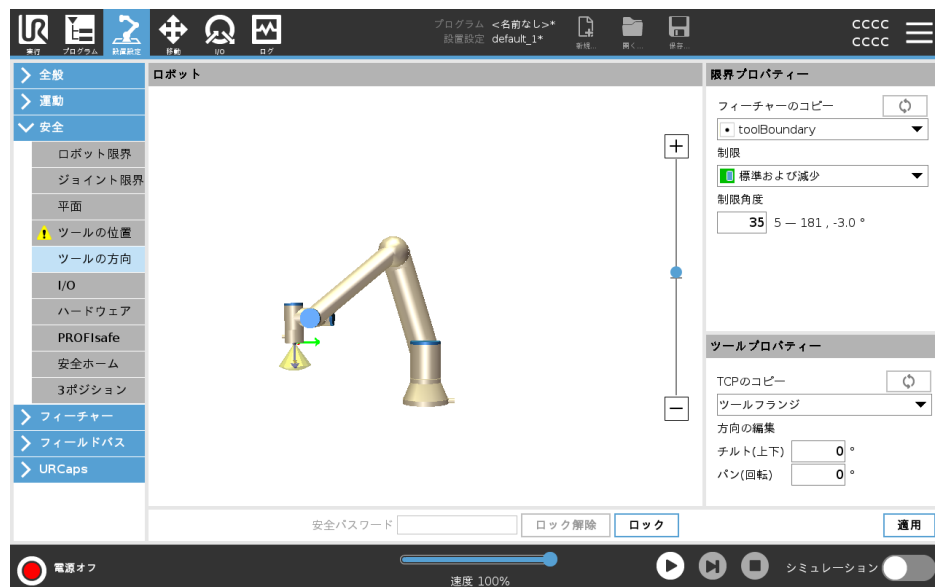 プログラム <名前なし>*
設置設定 default_1*
CCCC
CCCC
実行 プログラム 設置設定 移動 I/O ログ 新規... 開く... 保存...
全般
運動
安全
ロボット限界
ジョイント限界
平面
ツールの位置
ツールの方向
I/O
ハードウェア
PROFIsafe
安全ホーム
3ポジション
フィーチャー
フィールドバス
URCaps
ロボット
限界プロパティー
フィーチャーのコピー
toolBoundary
制限
標準および減少
制限角度
35 5 — 181 , -3.0 °
ツールプロパティー
TCPのコピー
ツールフランジ
方向の編集
チルト(上下) 0 °
パン(回転) 0 °
安全パスワード ロック解除 ロック 適用
電源オフ
速度 100%
シミュレーション